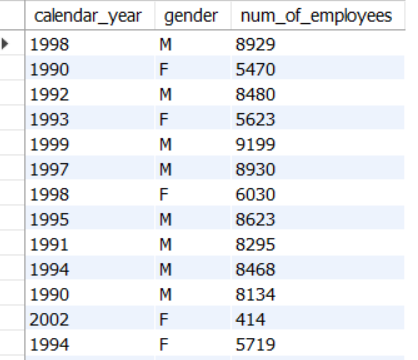 calendar_year gender num_of_employees
1998 M 8929
1990 F 5470
1992 M 8480
1993 F 5623
1999 M 9199
1997 M 8930
1998 F 6030
1995 M 8623
1991 M 8295
1994 M 8468
1990 M 8134
2002 F 414
1994 F 5719